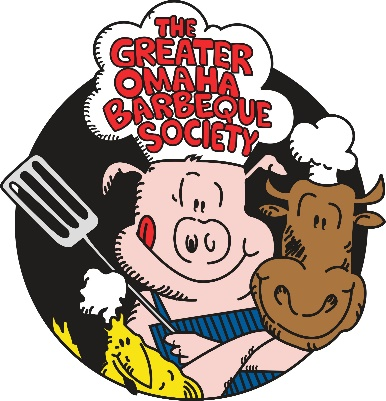 THE
GREATER
OMAHA
BARBEQUE
SOCIETY